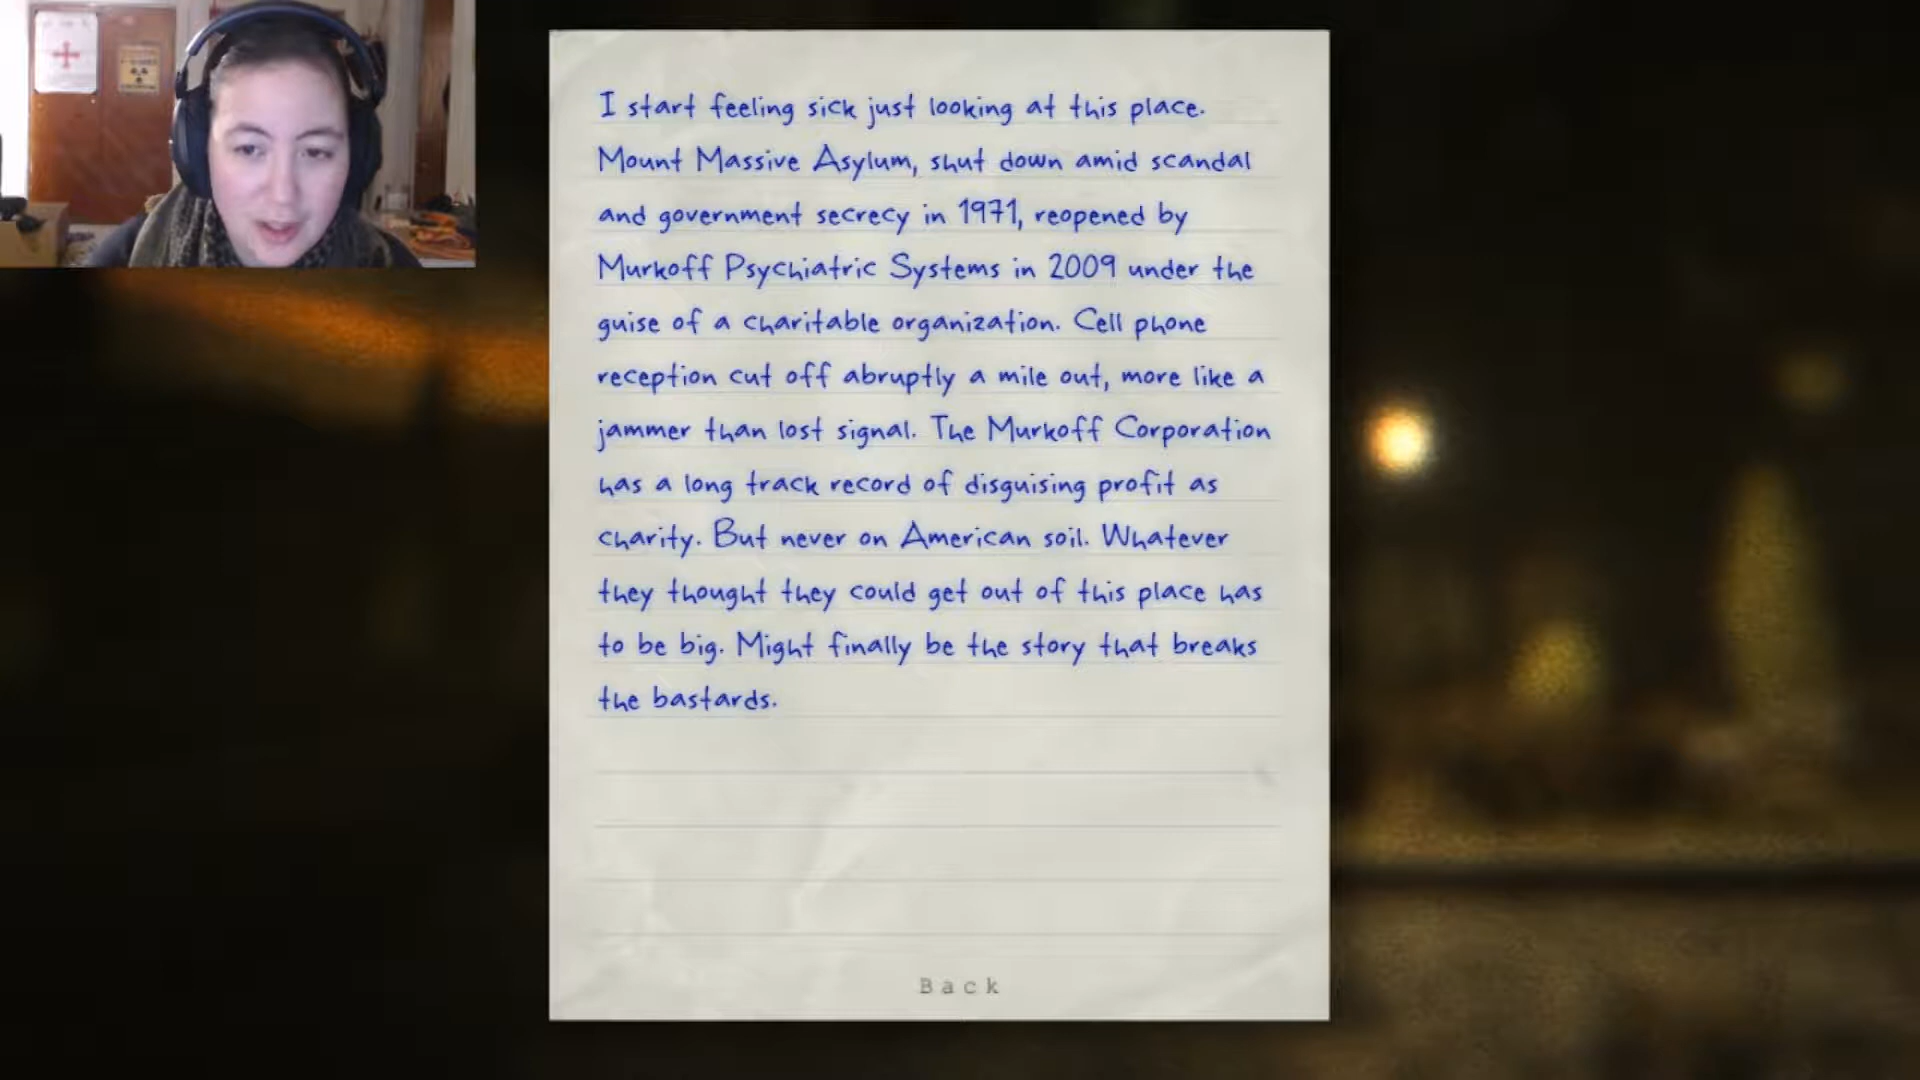 I start feeling sick just looking at this place.
Mount Massive Asylum, shut down amid scandal
and government secrecy in 1971, reopened by
Murkoff Psychiatric Systems in 2009 under the
guise of a charitable organization. Cell phone
reception cut off abruptly a mile out, more like a
jammer than lost signal. The Murkoff Corporation
has a long track record of disguising profit as
charity. But never on American soil. Whatever
they thought they could get out of this place has
to be big. Might finally be the story that breaks
the bastards.
Back